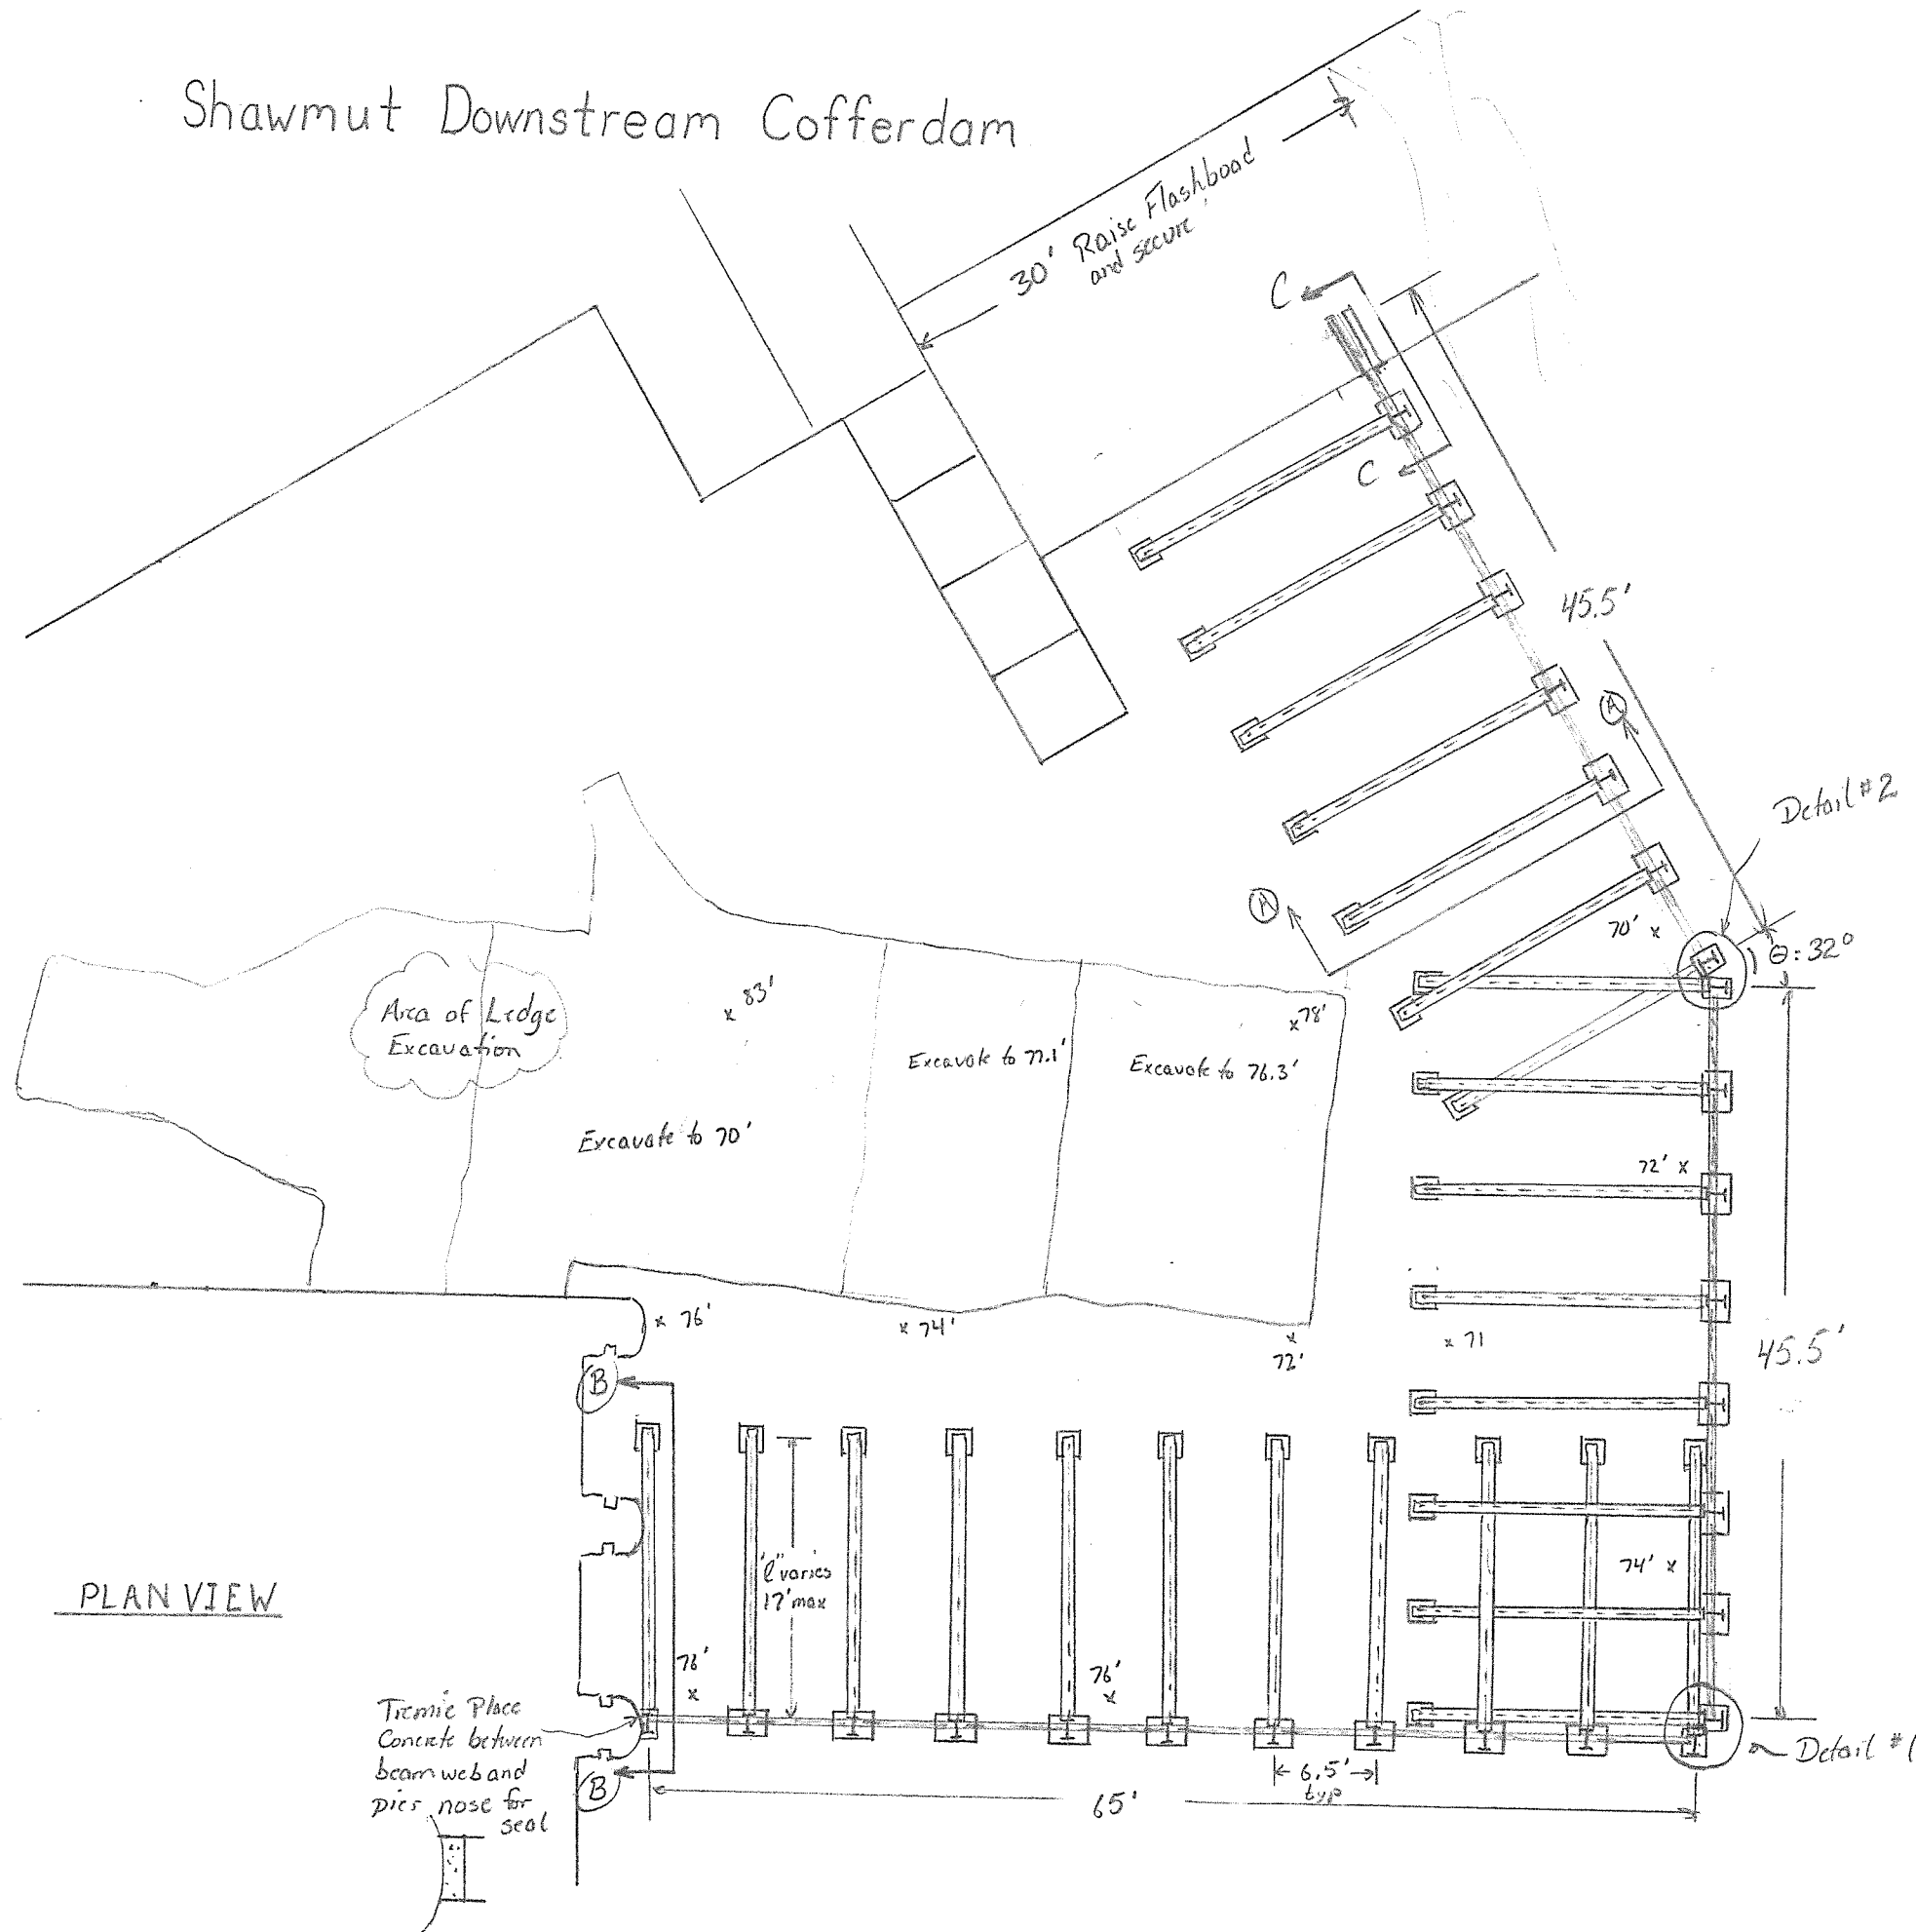 Shawmut Downstream Cofferdam
30' Raise Flashboad
and secure
C
C
45.5'
A
A
Detail #2
70' x
Θ: 32°
Area of Ledge
Excavation
x 83'
x 78'
Excavate to 77.1'
Excavate to 76.3'
Excavate to 70'
72' x
x 76'
x 74'
x
72'
x 71
45.5'
B
"l" varies
17' max
74' x
PLAN VIEW
76'
x
76'
x
Tremie Place
Concrete between
beam web and
pier nose for
seal
B
6.5'
typ
65'
Detail #1